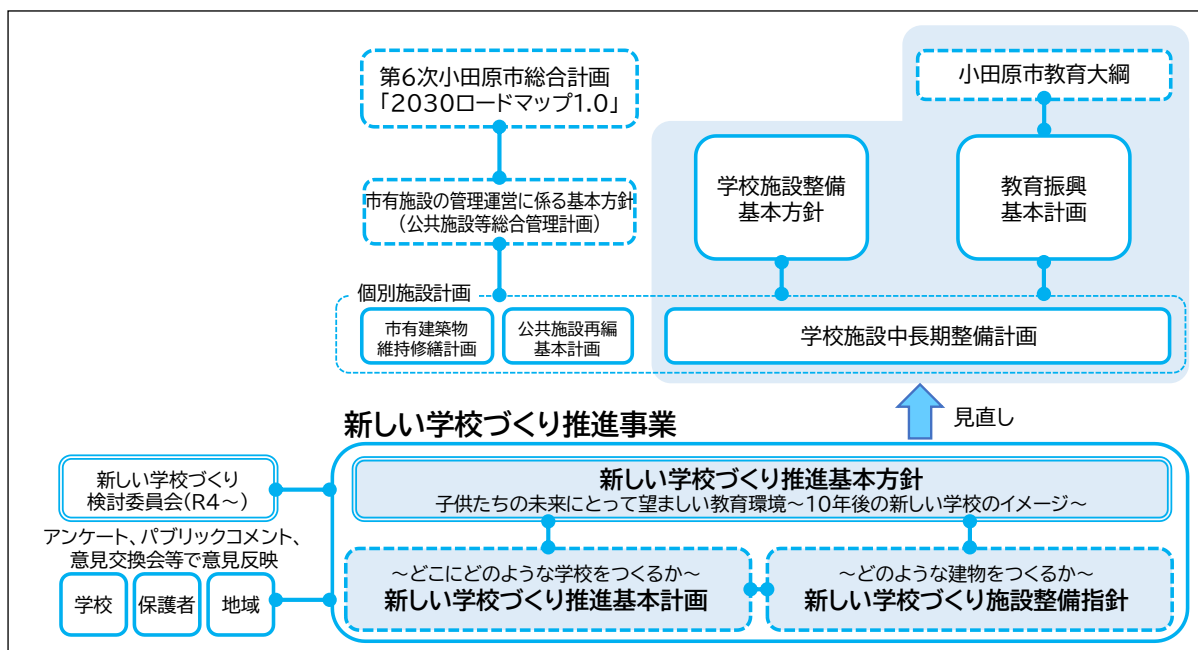 第6次小田原市総合計画
「2030ロードマップ1.0」
小田原市教育大綱
市有施設の管理運営に係る基本方針
(公共施設等総合管理計画)
学校施設整備
基本方針
教育振興
基本計画
個別施設計画
市有建築物
維持修繕計画
公共施設再編
基本計画
学校施設中長期整備計画
見直し
新しい学校づくり推進事業
新しい学校づくり
検討委員会(R4～)
アンケート、パブリックコメント、
意見交換会等で意見反映
学校
保護者
地域
新しい学校づくり推進基本方針
子供たちの未来にとって望ましい教育環境～10年後の新しい学校のイメージ～
～どこにどのような学校をつくるか～
新しい学校づくり推進基本計画
～どのような建物をつくるか～
新しい学校づくり施設整備指針